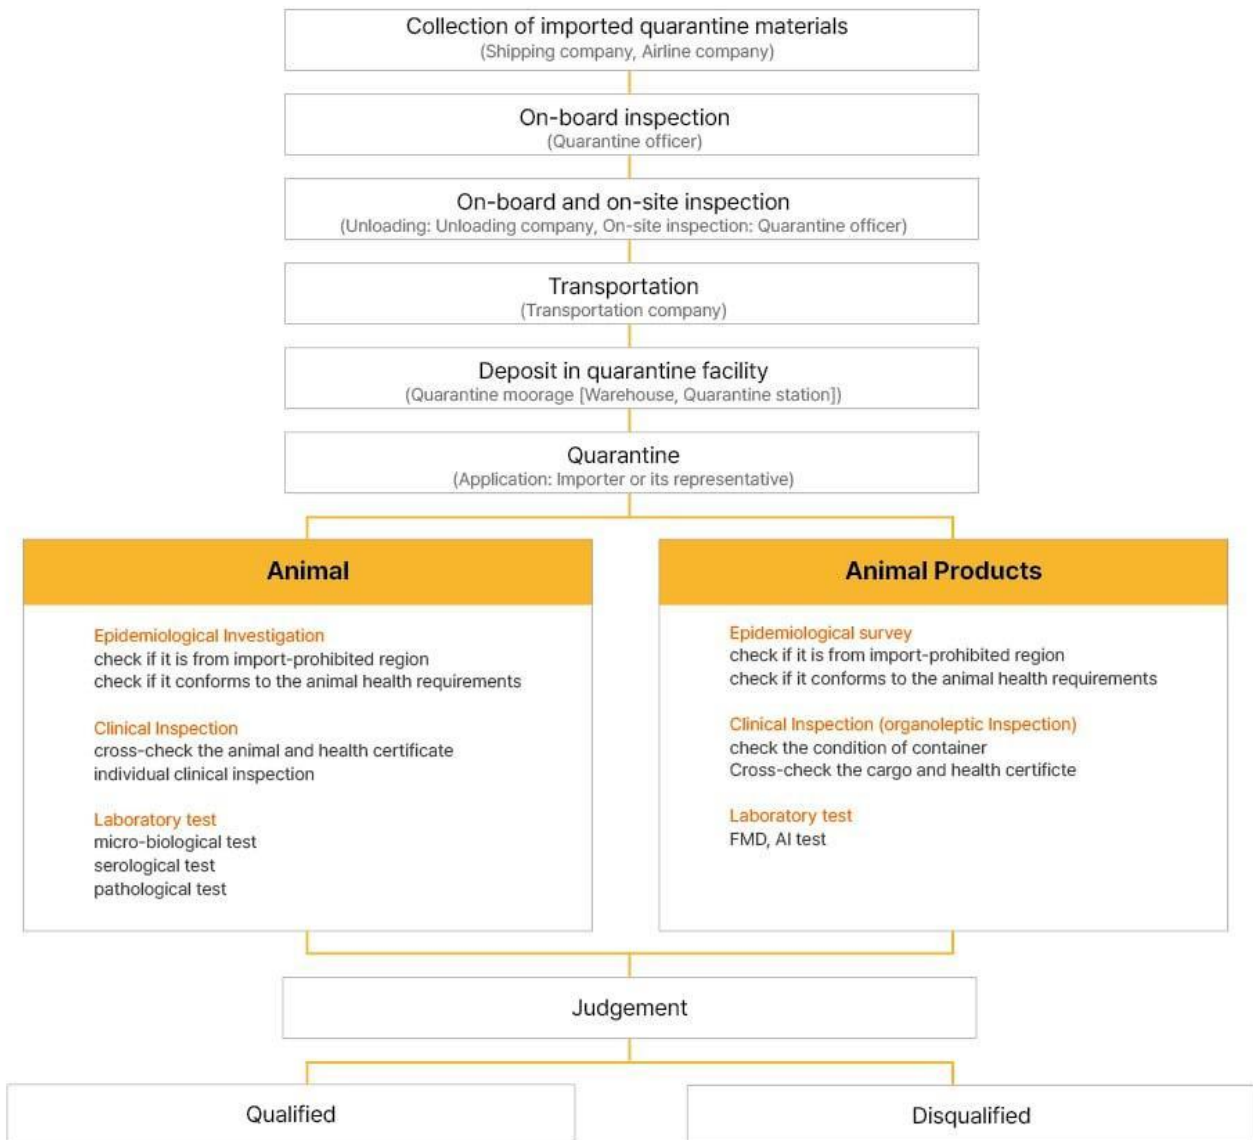 Collection of imported quarantine materials
(Shipping company, Airline company)
On-board inspection
(Quarantine officer)
On-board and on-site inspection
(Unloading: Unloading company, On-site inspection: Quarantine officer)
Transportation
(Transportation company)
Deposit in quarantine facility
(Quarantine moorage [Warehouse, Quarantine station])
Quarantine
(Application: Importer or its representative)
Animal
Epidemiological Investigation
check if it is from import-prohibited region
check if it conforms to the animal health requirements
Clinical Inspection
cross-check the animal and health certificate
individual clinical inspection
Laboratory test
micro-biological test
serological test
pathological test
Animal Products
Epidemiological survey
check if it is from import-prohibited region
check if it conforms to the animal health requirements
Clinical Inspection (organoleptic Inspection)
check the condition of container
Cross-check the cargo and health certificte
Laboratory test
FMD, AI test
Judgement
Qualified
Disqualified